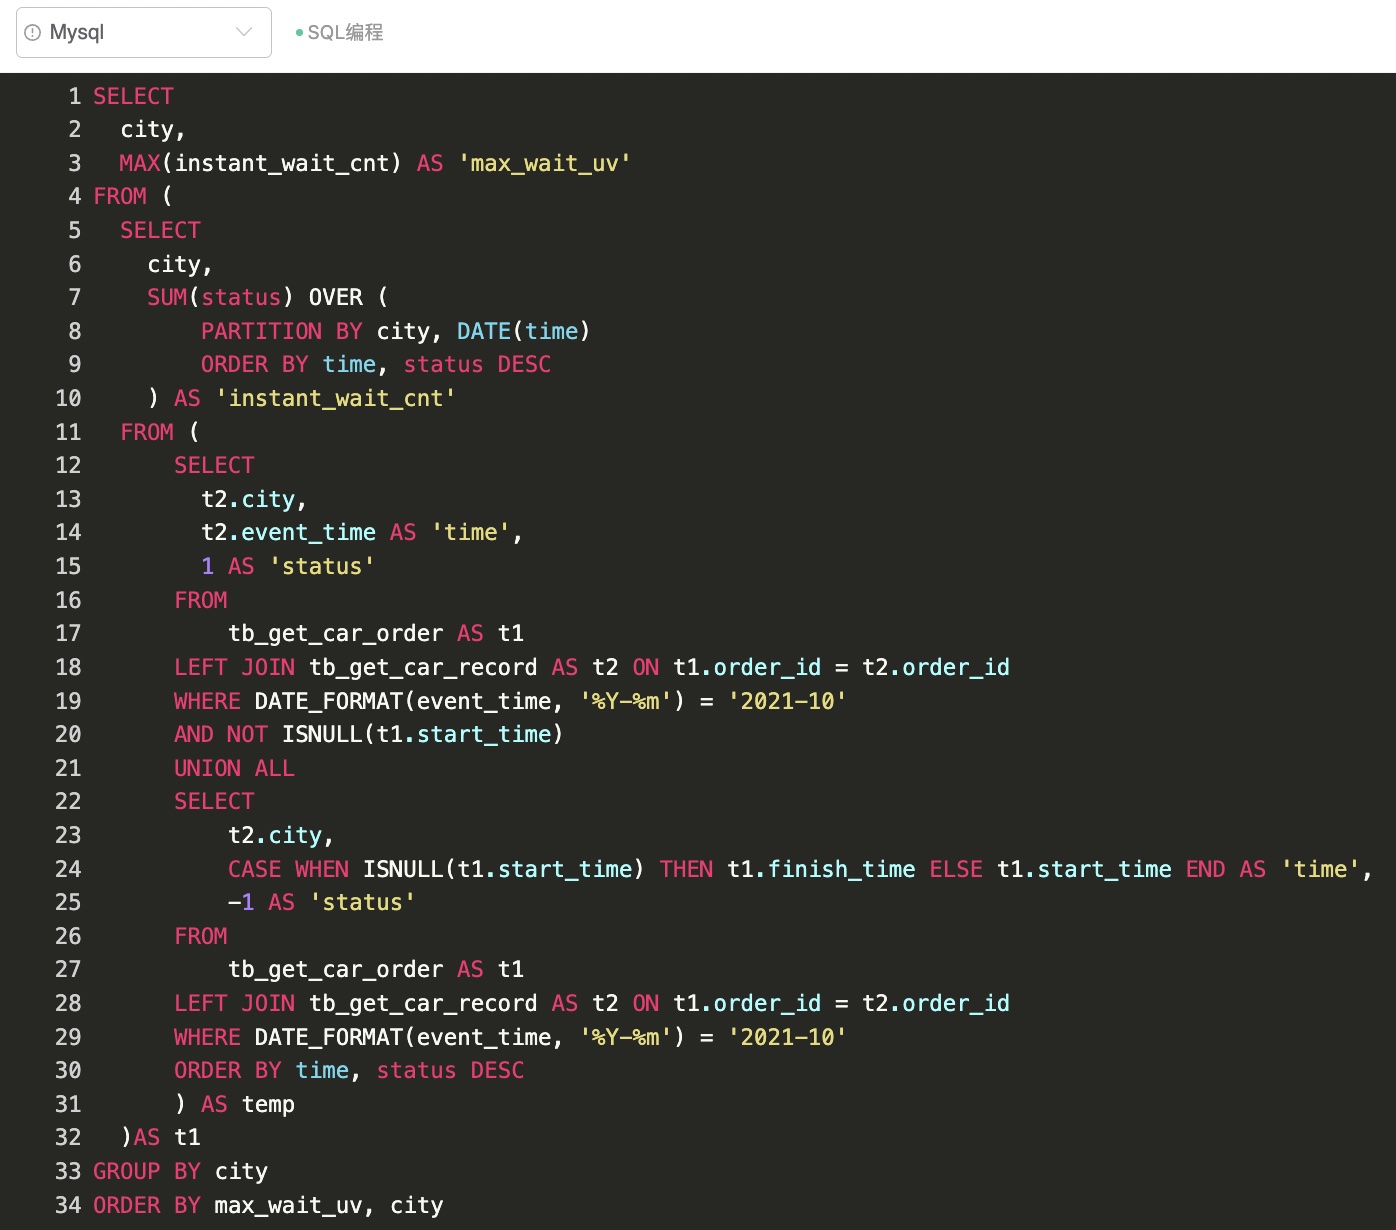 Mysql
SQL编程
1 SELECT
2 city,
3 MAX(instant_wait_cnt) AS 'max_wait_uv'
4 FROM (
5 SELECT
6 city,
7 SUM(status) OVER (
8 PARTITION BY city, DATE(time)
9 ORDER BY time, status DESC
10 ) AS 'instant_wait_cnt'
11 FROM (
12 SELECT
13 t2.city,
14 t2.event_time AS 'time',
15 1 AS 'status'
16 FROM
17 tb_get_car_order AS t1
18 LEFT JOIN tb_get_car_record AS t2 ON t1.order_id = t2.order_id
19 WHERE DATE_FORMAT(event_time, '%Y-%m') = '2021-10'
20 AND NOT ISNULL(t1.start_time)
21 UNION ALL
22 SELECT
23 t2.city,
24 CASE WHEN ISNULL(t1.start_time) THEN t1.finish_time ELSE t1.start_time END AS 'time',
25 -1 AS 'status'
26 FROM
27 tb_get_car_order AS t1
28 LEFT JOIN tb_get_car_record AS t2 ON t1.order_id = t2.order_id
29 WHERE DATE_FORMAT(event_time, '%Y-%m') = '2021-10'
30 ORDER BY time, status DESC
31 ) AS temp
32 )AS t1
33 GROUP BY city
34 ORDER BY max_wait_uv, city